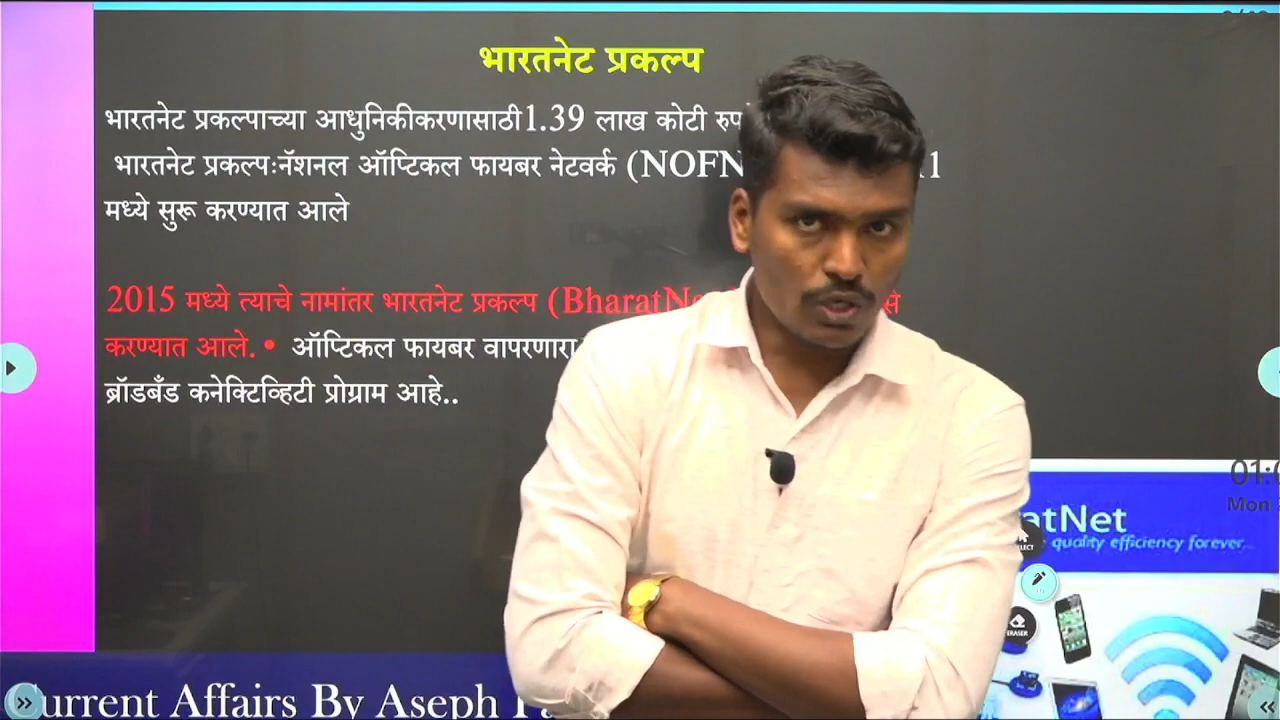 भारतनेट प्रकल्प
भारतनेट प्रकल्पाच्या आधुनिकीकरणासाठी1.39 लाख कोटी
भारतनेट प्रकल्पःनॅशनल ऑप्टिकल फायबर नेटवर्क (NOFN
मध्ये सुरू करण्यात आले
2015 मध्ये त्याचे नामांतर भारतनेट प्रकल्प
करण्यात आले. • ऑप्टिकल फायबर वापरणारा
ब्रॉडबँड कनेक्टिव्हिटी प्रोग्राम आहे..
quality efficiency forever...
Mon
ERASER
Current Affairs By Aseph